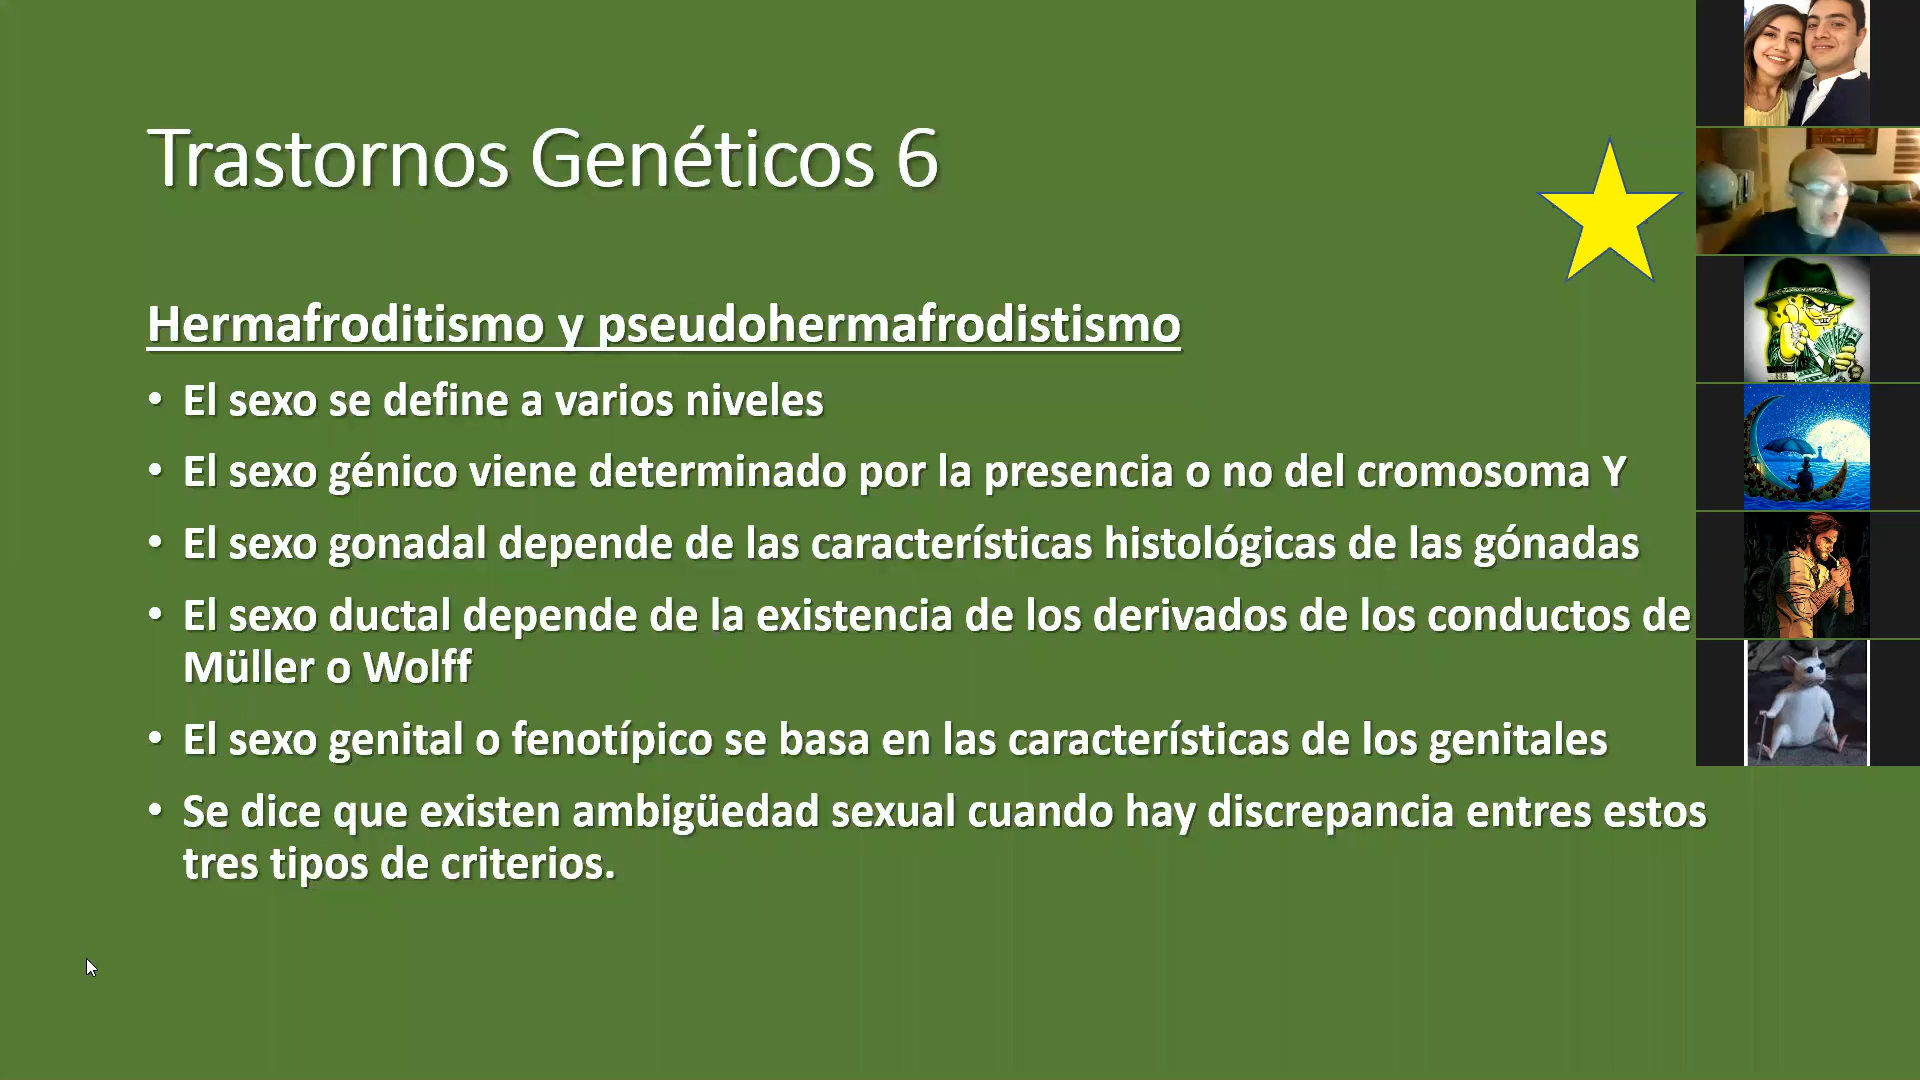 Trastornos Genéticos 6
Hermafroditismo y pseudohermafrodistismo
• El sexo se define a varios niveles
• El sexo génico viene determinado por la presencia o no del cromosoma Y
• El sexo gonadal depende de las características histológicas de las gónadas
• El sexo ductal depende de la existencia de los derivados de los conductos de
Müller o Wolff
• El sexo genital o fenotípico se basa en las características de los genitales
• Se dice que existen ambigüedad sexual cuando hay discrepancia entres estos
tres tipos de criterios.